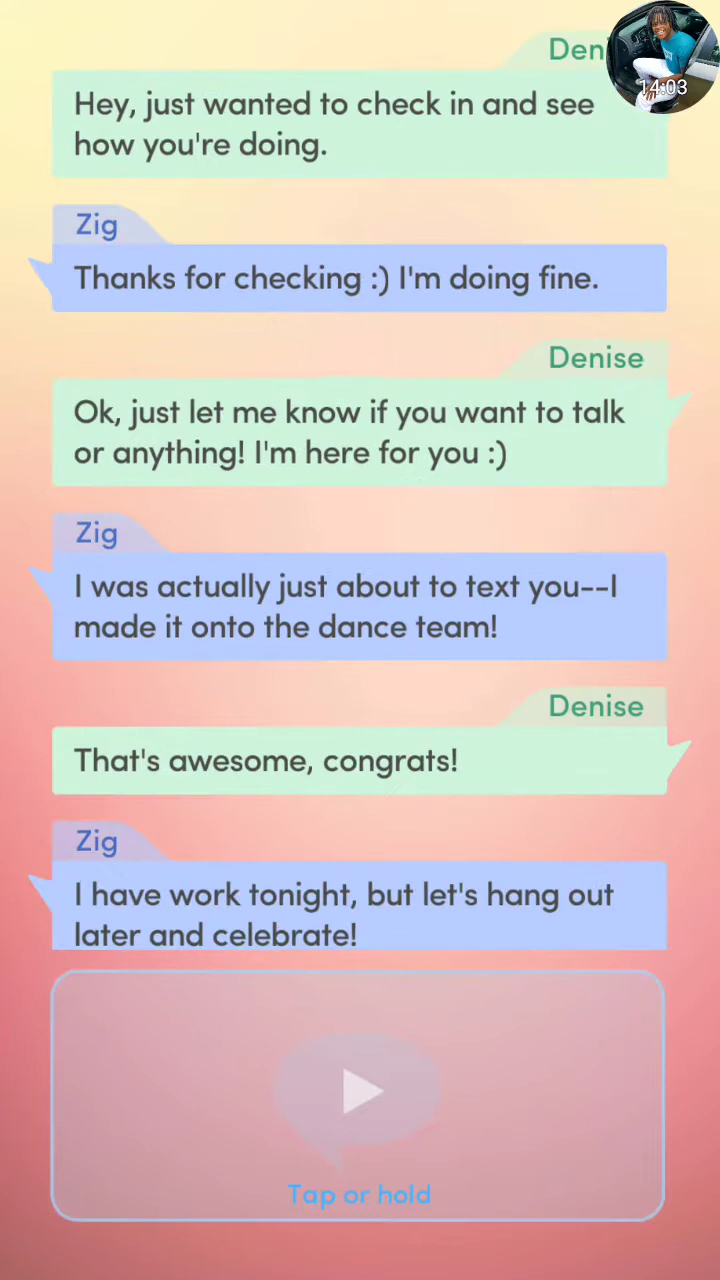 Deni
14:03
Hey, just wanted to check in and see
how you're doing.
Zig
Thanks for checking :) I'm doing fine.
Denise
Ok, just let me know if you want to talk
or anything! I'm here for you :)
Zig
I was actually just about to text you--I
made it onto the dance team!
Denise
That's awesome, congrats!
Zig
I have work tonight, but let's hang out
later and celebrate!
Tap or hold